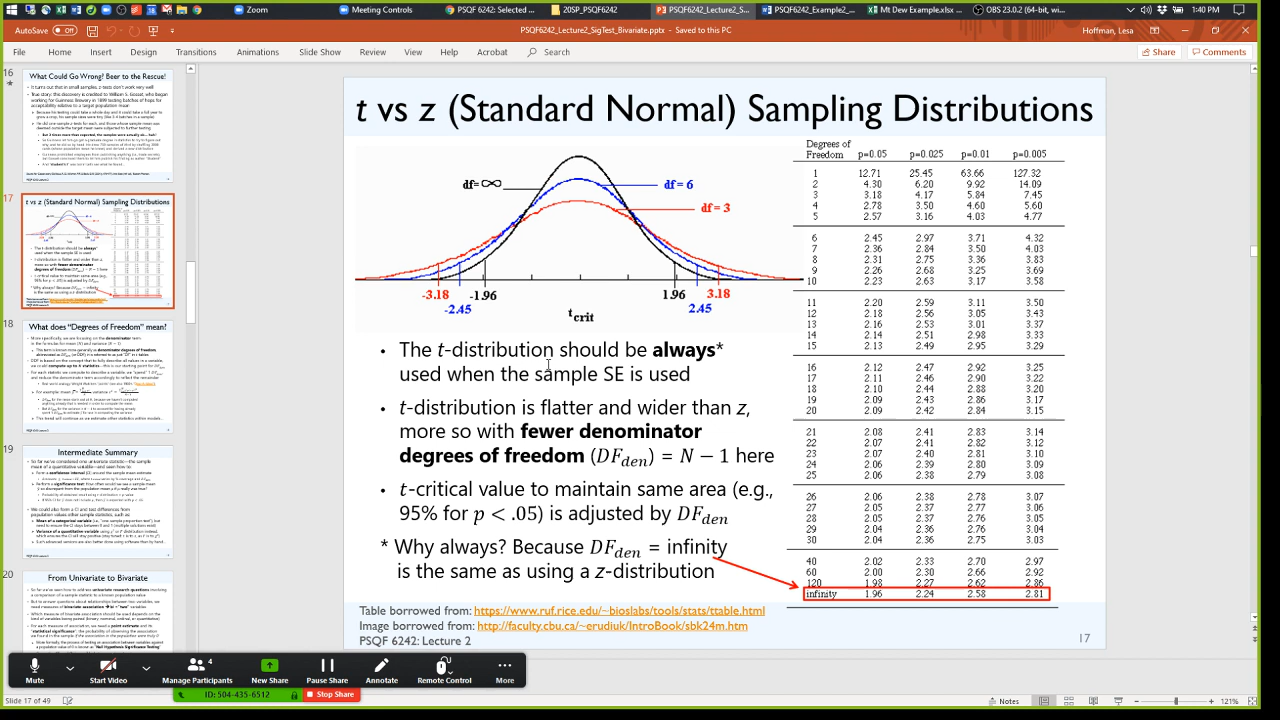 Zoom
Meeting Controls
PSQF 6242: Selected ...
20SP_PSQF6242
PSQF6242_Lecture2_S...
PSQF6242_Example2_...
Mt Dew Example.xlsx ...
OBS 23.0.2 (64-bit, wi...
1:40 PM
AutoSave Off
PSQF6242_Lecture2_SigTest_Bivariate.pptx - Saved to this PC
Hoffman, Lesa
File Home Insert Design Transitions Animations Slide Show Review View Help Acrobat Search
Share Comments
16
What Could Go Wrong? Beer to the Rescue!
17
t vs z (Standard Normal) Sampling Distributions
18
What does "Degrees of Freedom" mean!
19
Intermediate Summary
20
From Univariate to Bivariate
t vs z (Standard Normal) Sampling Distributions
df= ∞
df = 6
df = 3
-3.18
-2.45
-1.96
1.96
2.45
3.18
tcrit
• The t-distribution should be always*
used when the sample SE is used
• t-distribution is flatter and wider than z,
more so with fewer denominator
degrees of freedom (DFden) = N − 1 here
• t-critical value to maintain same area (e.g.,
95% for p < .05) is adjusted by DFden
* Why always? Because DFden = infinity
is the same as using a z-distribution
Table borrowed from: https://www.ruf.rice.edu/~bioslabs/tools/stats/ttable.html
Image borrowed from: http://faculty.cbu.ca/~erudiuk/IntroBook/sbk24m.htm
PSQF 6242: Lecture 2
17
Degrees of
Freedom p=0.05 p=0.025 p=0.01 p=0.005
1 12.71 25.45 63.66 127.32
2 4.30 6.20 9.92 14.09
3 3.18 4.17 5.84 7.45
4 2.78 3.50 4.60 5.60
5 2.57 3.16 4.03 4.77
6 2.45 2.97 3.71 4.32
7 2.36 2.84 3.50 4.03
8 2.31 2.75 3.36 3.83
9 2.26 2.68 3.25 3.69
10 2.23 2.63 3.17 3.58
11 2.20 2.59 3.11 3.50
12 2.18 2.56 3.05 3.43
13 2.16 2.53 3.01 3.37
14 2.14 2.51 2.98 3.33
15 2.13 2.49 2.95 3.29
16 2.12 2.47 2.92 3.25
17 2.11 2.46 2.90 3.22
18 2.10 2.44 2.88 3.20
19 2.09 2.43 2.86 3.17
20 2.09 2.42 2.84 3.15
21 2.08 2.41 2.83 3.14
22 2.07 2.41 2.82 3.12
23 2.07 2.40 2.81 3.10
24 2.06 2.39 2.80 3.09
25 2.06 2.38 2.79 3.08
26 2.06 2.38 2.78 3.07
27 2.05 2.37 2.77 3.06
28 2.05 2.37 2.76 3.05
29 2.04 2.36 2.76 3.04
30 2.04 2.36 2.75 3.03
40 2.02 2.33 2.70 2.97
60 2.00 2.30 2.66 2.92
120 1.98 2.27 2.62 2.86
infinity 1.96 2.24 2.58 2.81
Mute
Start Video
4
Manage Participants
New Share
Pause Share
Annotate
Remote Control
More
ID: 504-435-6512
Stop Share
Slide 17 of 49
Notes
121%